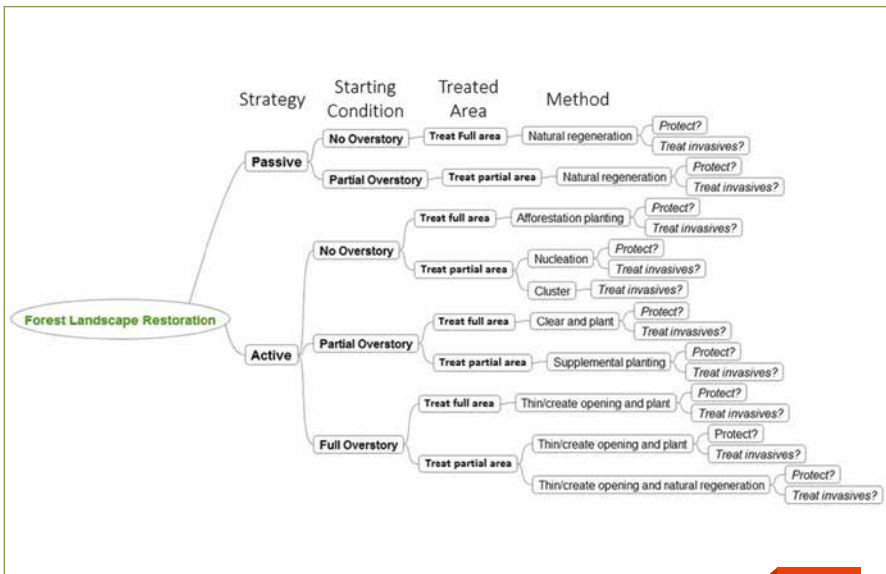 Strategy
Starting
Condition
Treated
Area
Method
Forest Landscape Restoration
Passive
No Overstory
Treat Full area
Natural regeneration
Protect?
Treat invasives?
Partial Overstory
Treat partial area
Natural regeneration
Protect?
Treat invasives?
Active
No Overstory
Treat full area
Afforestation planting
Protect?
Treat invasives?
Treat partial area
Nucleation
Protect?
Treat invasives?
Cluster
Treat invasives?
Partial Overstory
Treat full area
Clear and plant
Protect?
Treat invasives?
Treat partial area
Supplemental planting
Protect?
Treat invasives?
Full Overstory
Treat full area
Thin/create opening and plant
Protect?
Treat invasives?
Treat partial area
Thin/create opening and plant
Protect?
Treat invasives?
Thin/create opening and natural regeneration
Protect?
Treat invasives?